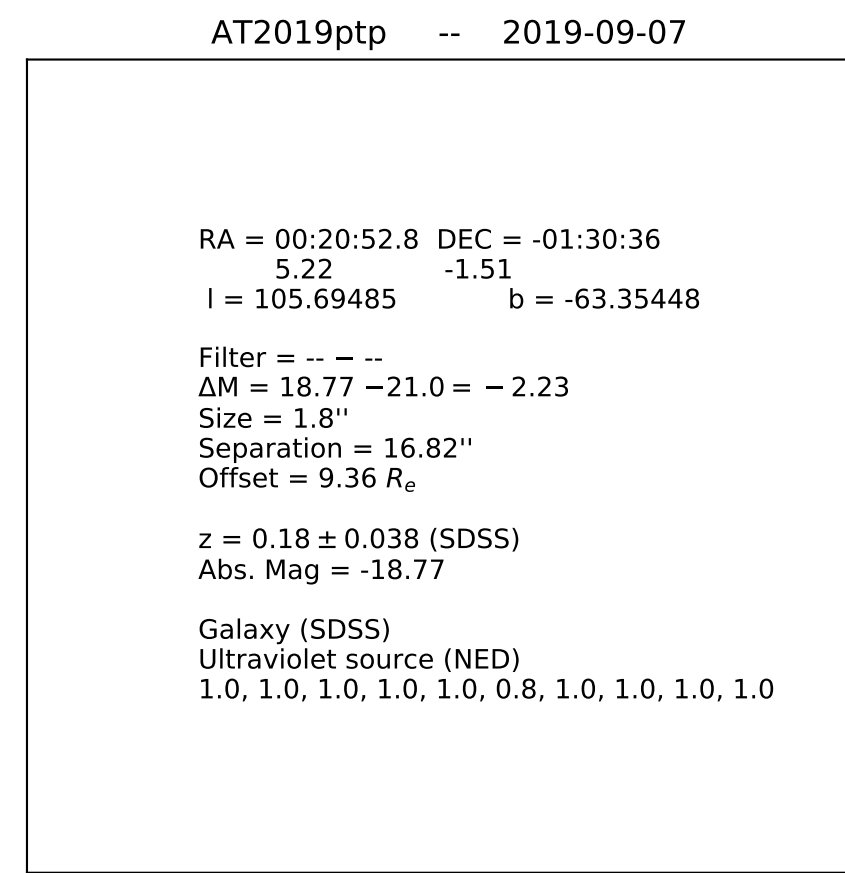 AT2019ptp -- 2019-09-07
RA = 00:20:52.8 DEC = -01:30:36
5.22 -1.51
l = 105.69485 b = -63.35448
Filter = -- − --
ΔM = 18.77 −21.0 = − 2.23
Size = 1.8''
Separation = 16.82''
Offset = 9.36 Rₑ
z = 0.18 ± 0.038 (SDSS)
Abs. Mag = -18.77
Galaxy (SDSS)
Ultraviolet source (NED)
1.0, 1.0, 1.0, 1.0, 1.0, 0.8, 1.0, 1.0, 1.0, 1.0